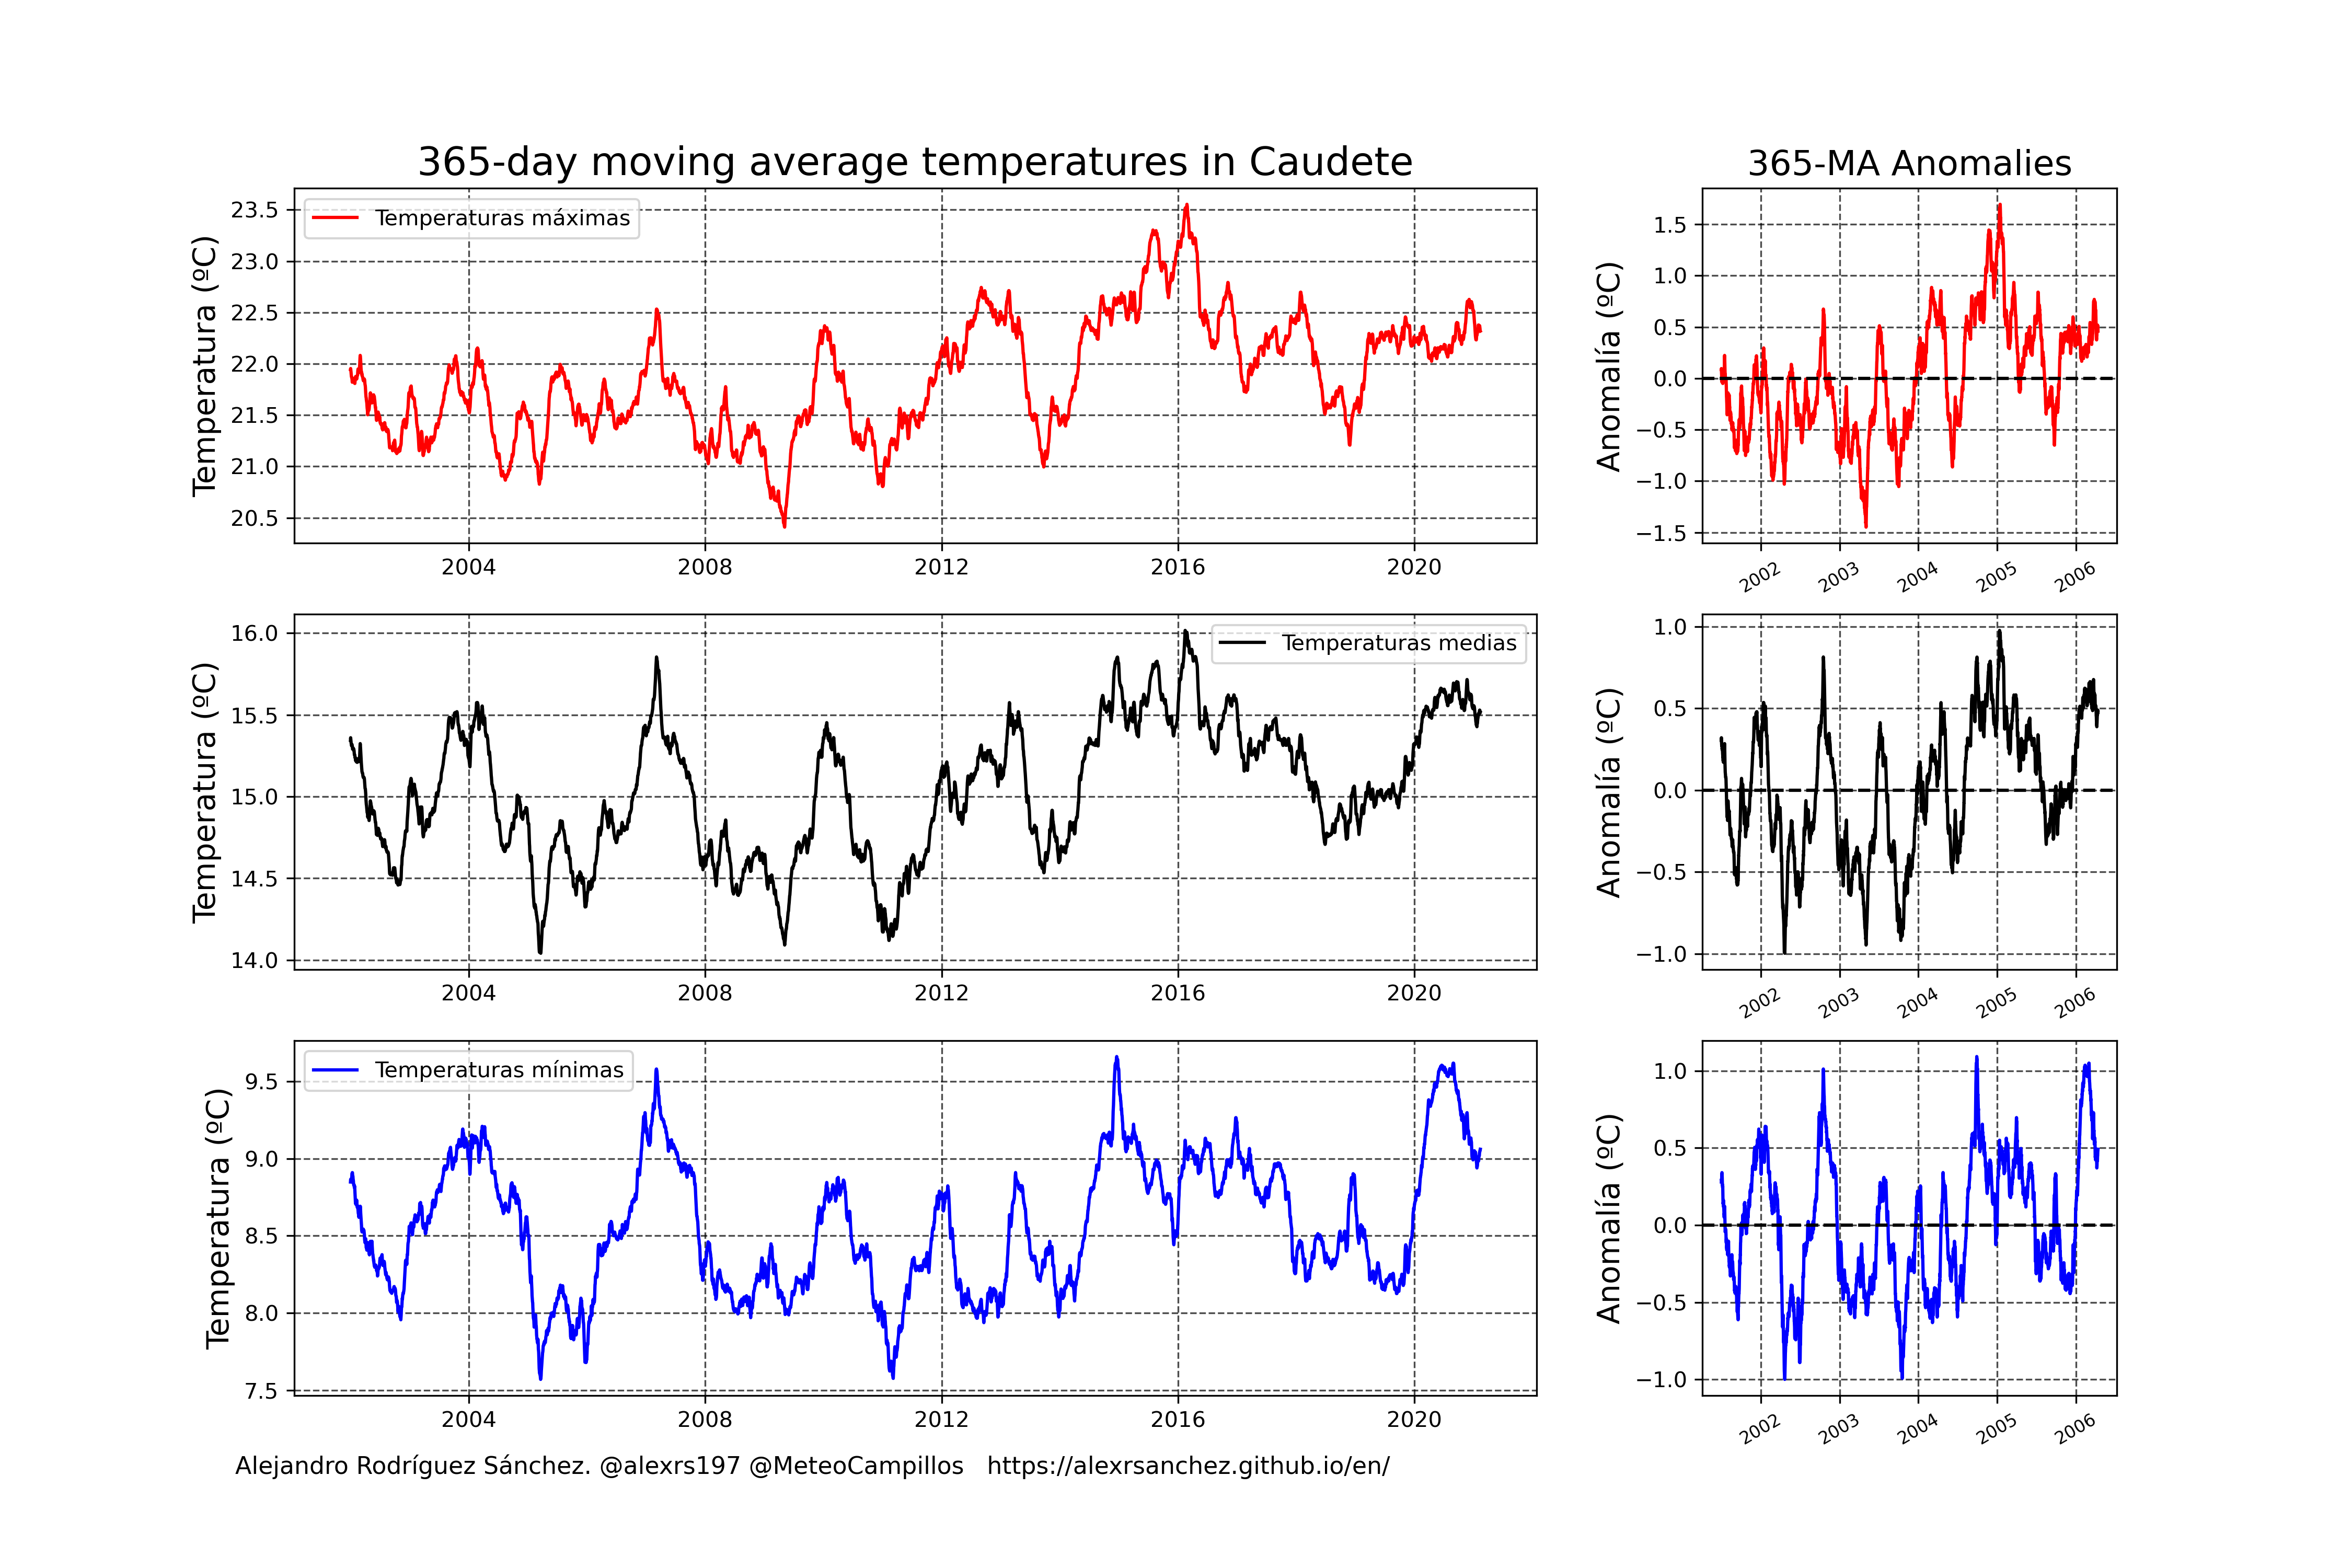 365-day moving average temperatures in Caudete
365-MA Anomalies
Temperatura (ºC)
23.5
23.0
22.5
22.0
21.5
21.0
20.5
Temperaturas máximas
2004 2008 2012 2016 2020
Anomalía (ºC)
1.5
1.0
0.5
0.0
−0.5
−1.0
−1.5
2002 2003 2004 2005 2006
Temperatura (ºC)
16.0
15.5
15.0
14.5
14.0
Temperaturas medias
2004 2008 2012 2016 2020
Anomalía (ºC)
1.0
0.5
0.0
−0.5
−1.0
2002 2003 2004 2005 2006
Temperatura (ºC)
9.5
9.0
8.5
8.0
7.5
Temperaturas mínimas
2004 2008 2012 2016 2020
Anomalía (ºC)
1.0
0.5
0.0
−0.5
−1.0
2002 2003 2004 2005 2006
Alejandro Rodríguez Sánchez. @alexrs197 @MeteoCampillos https://alexrsanchez.github.io/en/